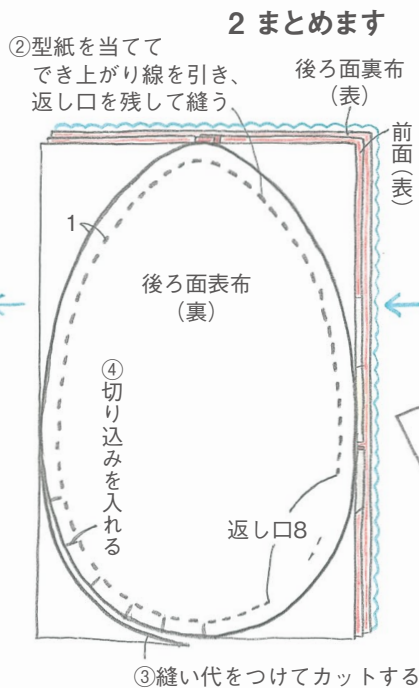 2 まとめます
②型紙を当てて
でき上がり線を引き、
返し口を残して縫う
後ろ面裏布
(表)
前面(表)
1
後ろ面表布
(裏)
④切り込みを入れる
返し口8
③縫い代をつけてカットする